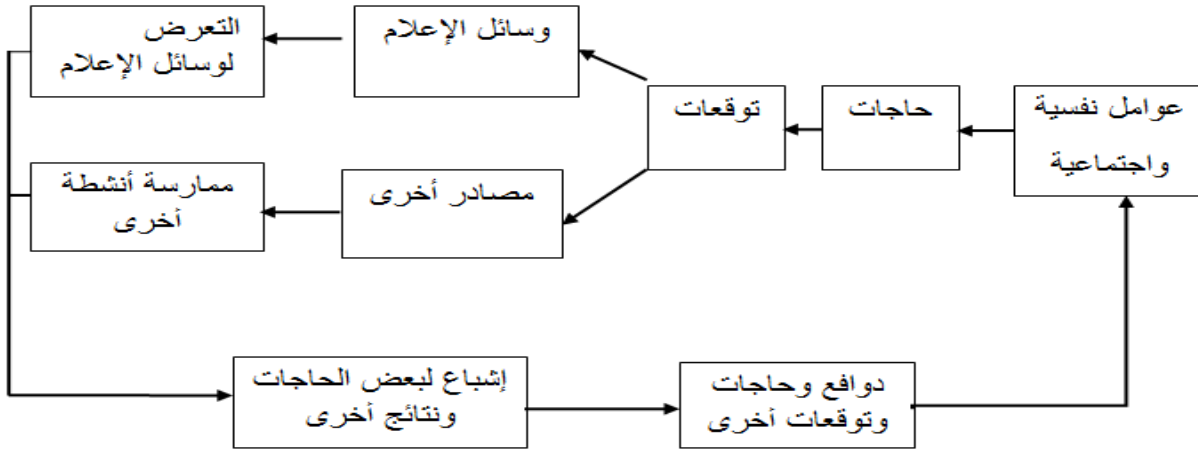 عوامل نفسية
واجتماعية
حاجات
توقعات
وسائل الإعلام
التعرض
لوسائل الإعلام
مصادر أخرى
ممارسة أنشطة
أخرى
إشباع لبعض الحاجات
ونتائج أخرى
دوافع وحاجات
وتوقعات أخرى